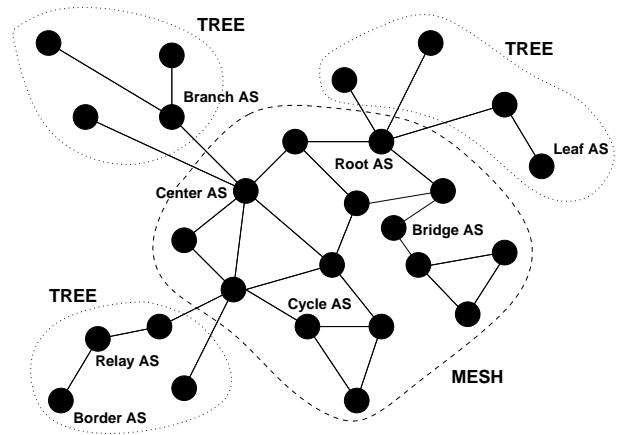 TREE
TREE
Branch AS
Leaf AS
Root AS
Center AS
Bridge AS
TREE
Cycle AS
Relay AS
MESH
Border AS